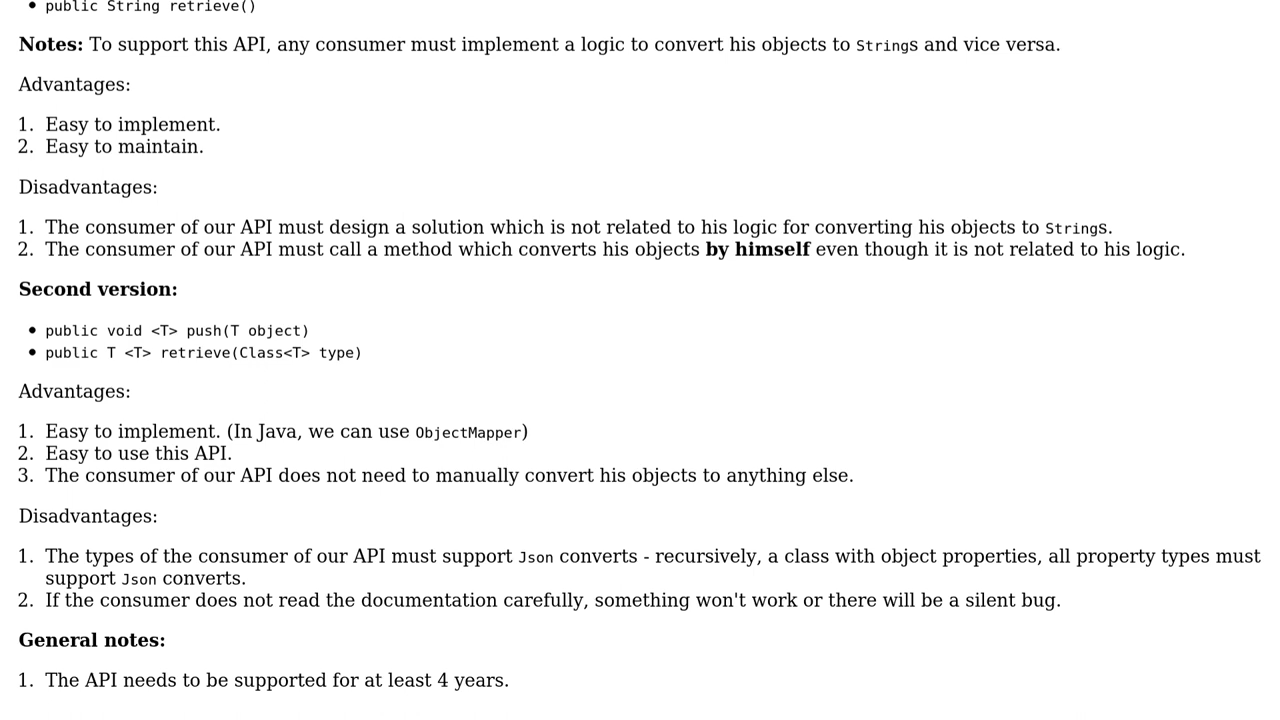 • public String retrieve()
Notes: To support this API, any consumer must implement a logic to convert his objects to Strings and vice versa.
Advantages:
1. Easy to implement.
2. Easy to maintain.
Disadvantages:
1. The consumer of our API must design a solution which is not related to his logic for converting his objects to Strings.
2. The consumer of our API must call a method which converts his objects by himself even though it is not related to his logic.
Second version:
• public void <T> push(T object)
• public T <T> retrieve(Class<T> type)
Advantages:
1. Easy to implement. (In Java, we can use ObjectMapper)
2. Easy to use this API.
3. The consumer of our API does not need to manually convert his objects to anything else.
Disadvantages:
1. The types of the consumer of our API must support Json converts - recursively, a class with object properties, all property types must
support Json converts.
2. If the consumer does not read the documentation carefully, something won't work or there will be a silent bug.
General notes:
1. The API needs to be supported for at least 4 years.